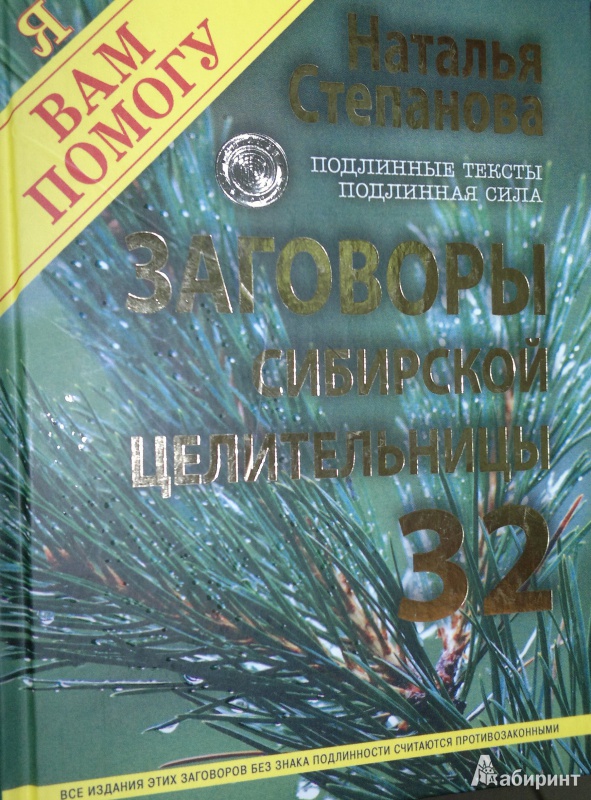 Я
ВАМ
ПОМОГУ
Наталья
Степанова
ПОДЛИННЫЕ ТЕКСТЫ
ПОДЛИННАЯ СИЛА
ЗАГОВОРЫ
СИБИРСКОЙ
ЦЕЛИТЕЛЬНИЦЫ
32
ВСЕ ИЗДАНИЯ ЭТИХ ЗАГОВОРОВ БЕЗ ЗНАКА ПОДЛИННОСТИ СЧИТАЮТСЯ ПРОТИВОЗАКОННЫМИ
Лабиринт